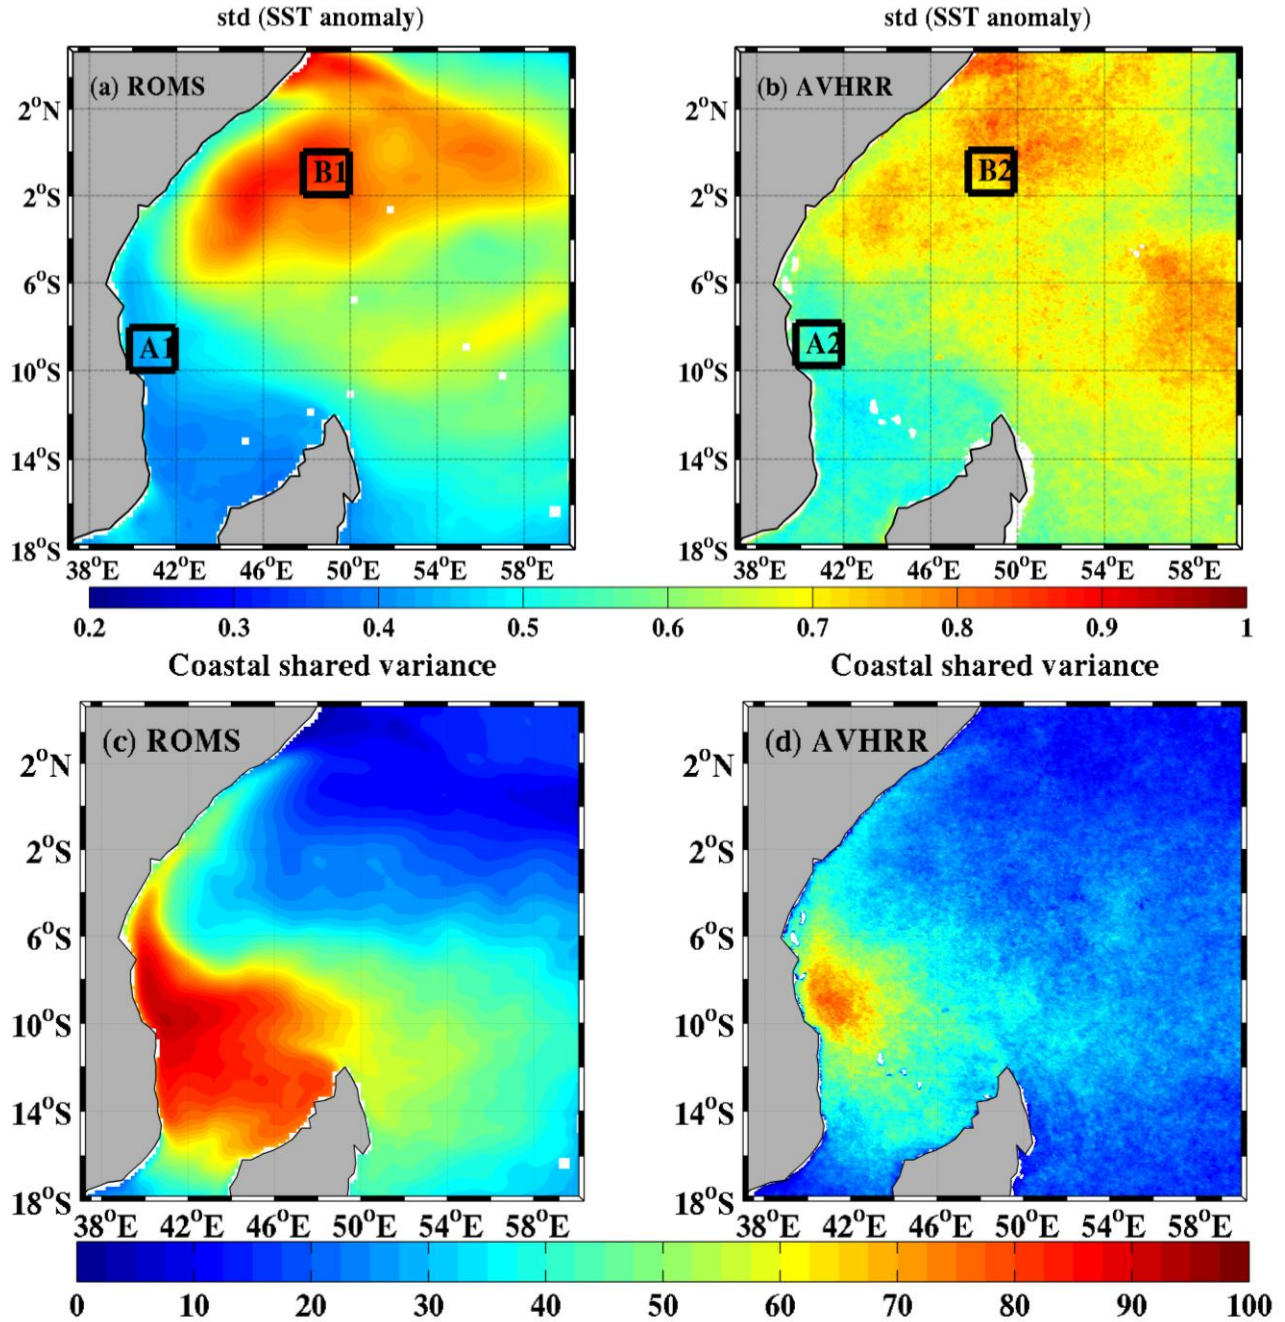 std (SST anomaly)
std (SST anomaly)
(a) ROMS
(b) AVHRR
2°N
2°S
6°S
10°S
14°S
18°S
B1
A1
2°N
2°S
6°S
10°S
14°S
18°S
B2
A2
38°E 42°E 46°E 50°E 54°E 58°E
38°E 42°E 46°E 50°E 54°E 58°E
0.2 0.3 0.4 0.5 0.6 0.7 0.8 0.9 1
Coastal shared variance
Coastal shared variance
(c) ROMS
(d) AVHRR
2°N
2°S
6°S
10°S
14°S
18°S
2°N
2°S
6°S
10°S
14°S
18°S
38°E 42°E 46°E 50°E 54°E 58°E
38°E 42°E 46°E 50°E 54°E 58°E
0 10 20 30 40 50 60 70 80 90 100